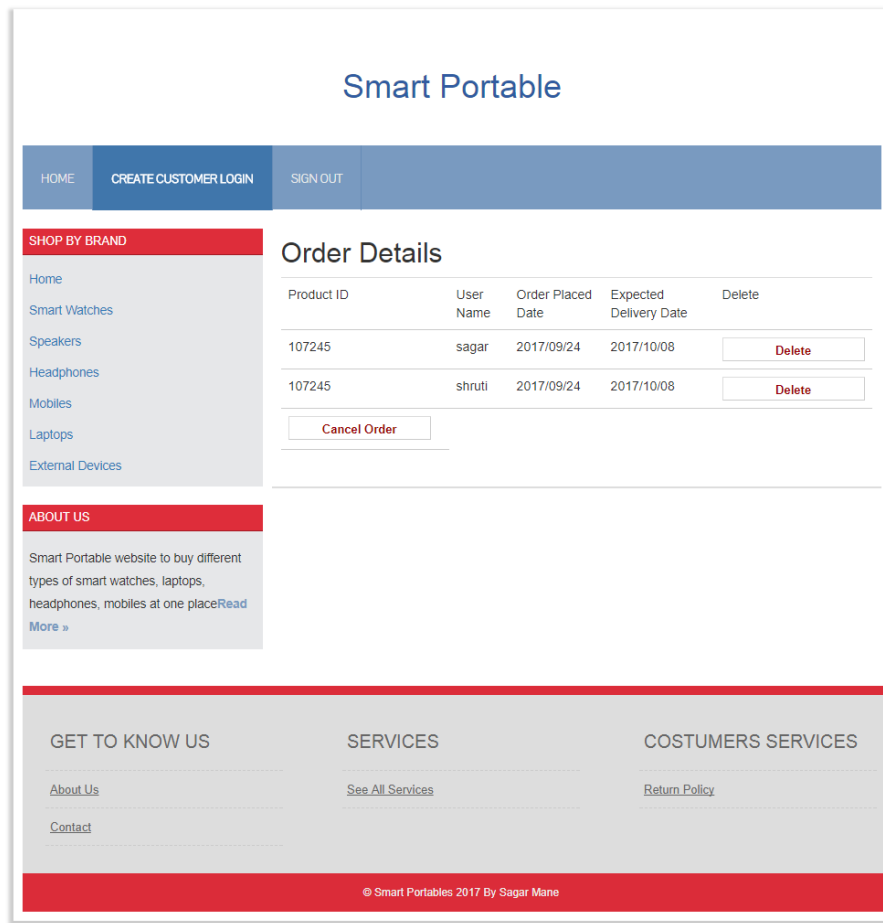 Smart Portable
HOME CREATE CUSTOMER LOGIN SIGN OUT
SHOP BY BRAND
Home
Smart Watches
Speakers
Headphones
Mobiles
Laptops
External Devices
ABOUT US
Smart Portable website to buy different
types of smart watches, laptops,
headphones, mobiles at one placeRead
More »
Order Details
Product ID User Name Order Placed Date Expected Delivery Date Delete
107245 sagar 2017/09/24 2017/10/08 Delete
107245 shruti 2017/09/24 2017/10/08 Delete
Cancel Order
GET TO KNOW US
About Us
Contact
SERVICES
See All Services
COSTUMERS SERVICES
Return Policy
© Smart Portables 2017 By Sagar Mane